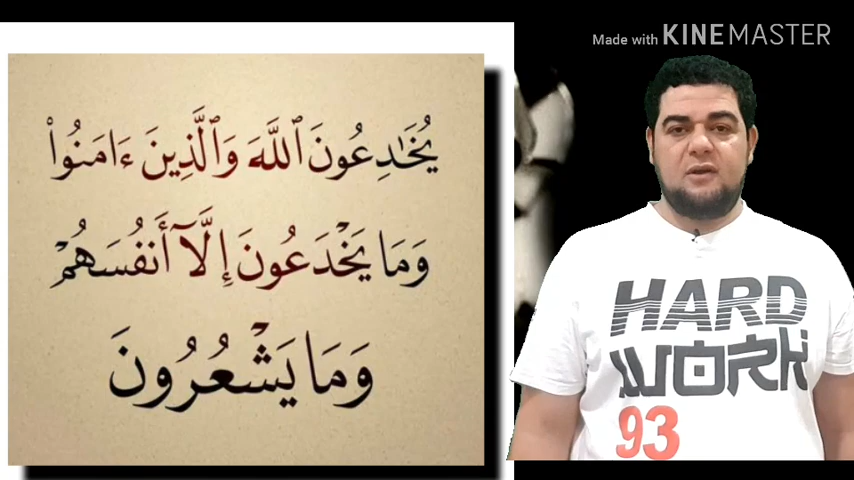 Made with KINEMASTER
يُخَٰدِعُونَ ٱللَّهَ وَٱلَّذِينَ ءَامَنُوا۟
وَمَا يَخْدَعُونَ إِلَّآ أَنفُسَهُمْ
وَمَا يَشْعُرُونَ
HARD
WORK
93